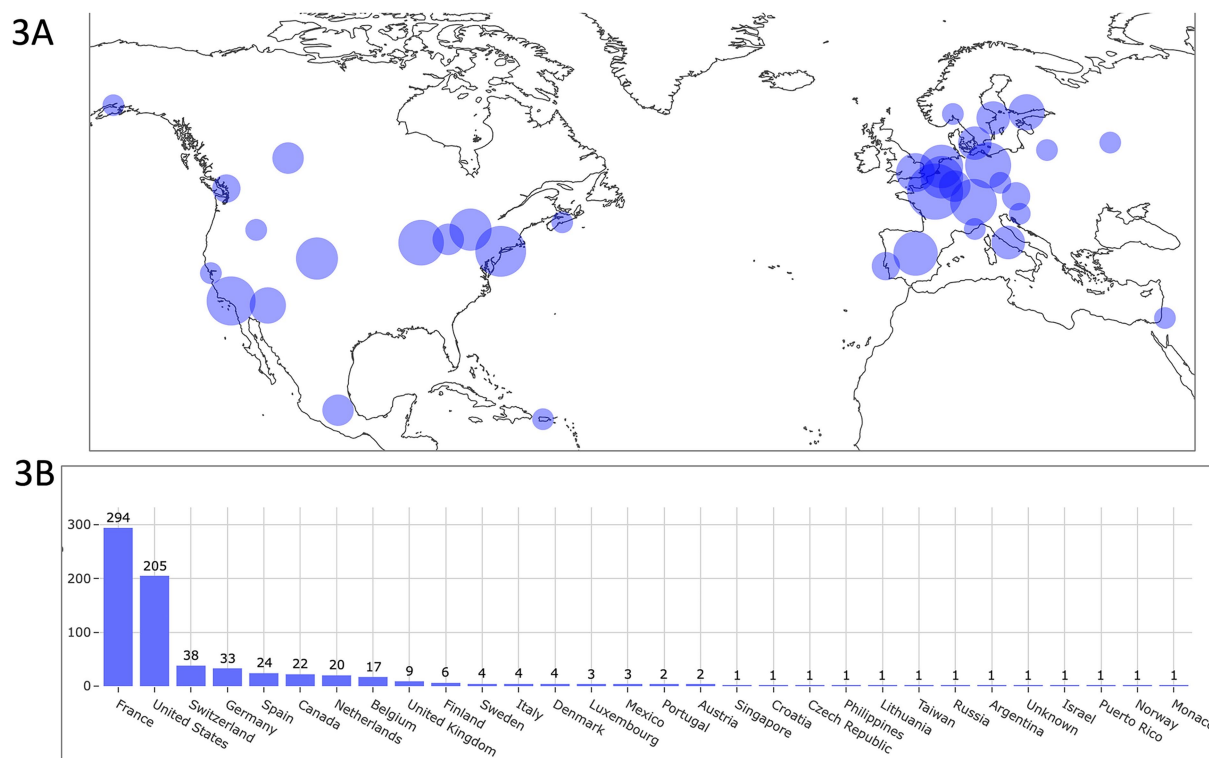 3A
3B
300
200
100
0
294
205
38
33
24
22
20
17
9
6
4
4
4
3
3
2
2
1
1
1
1
1
1
1
1
1
1
1
1
1
France
United States
Switzerland
Germany
Spain
Canada
Netherlands
Belgium
United Kingdom
Finland
Sweden
Italy
Denmark
Luxembourg
Mexico
Portugal
Austria
Singapore
Croatia
Czech Republic
Philippines
Lithuania
Taiwan
Russia
Argentina
Unknown
Israel
Puerto Rico
Norway
Monaco